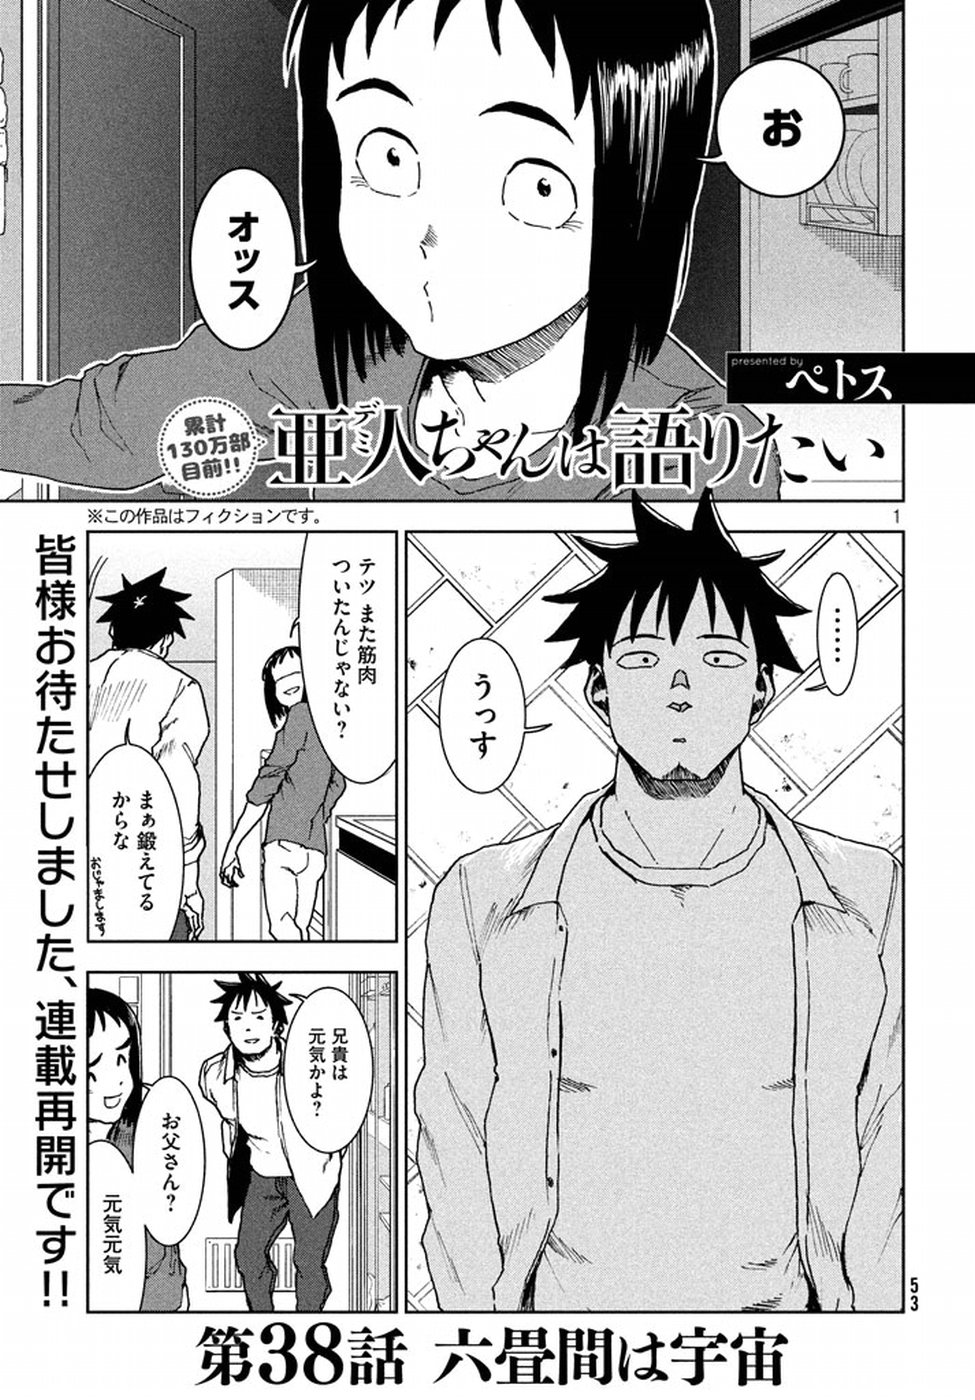 お
オッス
presented by
ペトス
累計
130万部
目前!!
デミ
亜人ちゃんは語りたい
※この作品はフィクションです。
1
………
うっす
テツ また筋肉
ついたんじゃない?
まぁ鍛えてる
からな
おじゃましまーす
兄貴は
元気かよ?
お父さん?
元気元気
皆様お待たせしました、連載再開です!!
53
第38話 六畳間は宇宙